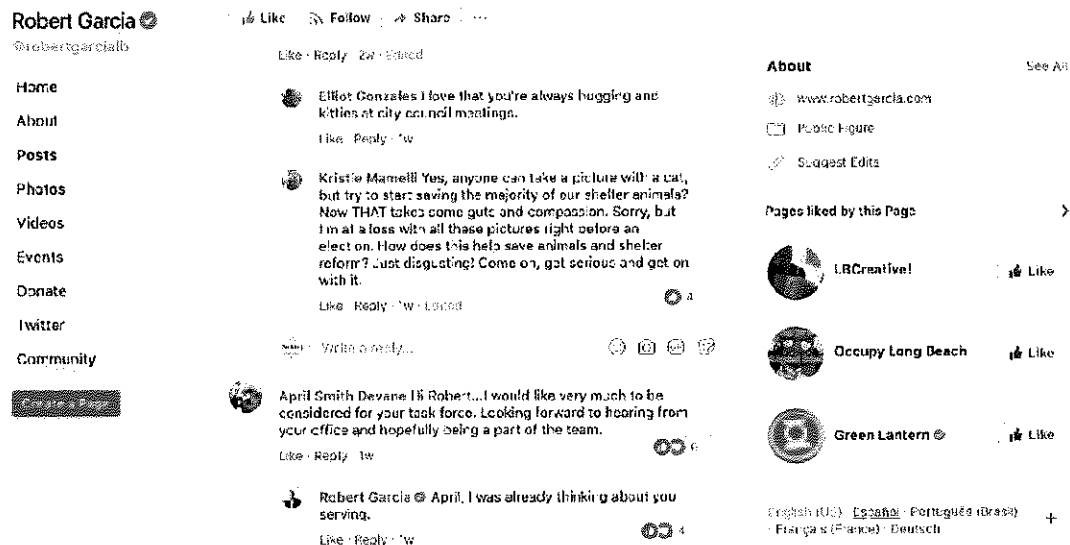 Robert Garcia
@robertgarcialb
Home
About
Posts
Photos
Videos
Events
Donate
Twitter
Community
Create a Page
Like Follow Share ...
Like · Reply · 2w · Edited
Elliot Gonzales I love that you're always hugging and
kitties at city council meetings.
Like · Reply · 1w
Kristie Mamelli Yes, anyone can take a picture with a cat,
but try to start saving the majority of our shelter animals?
Now THAT takes some guts and compassion. Sorry, but
I'm at a loss with all these pictures right before an
election. How does this help save animals and shelter
reform? Just disgusting! Come on, get serious and get on
with it.
4
Like · Reply · 1w · Edited
Write a reply...
April Smith Devane Hi Robert...I would like very much to be
considered for your task force. Looking forward to hearing from
your office and hopefully being a part of the team.
6
Like · Reply · 1w
Robert Garcia April, I was already thinking about you
serving.
4
Like · Reply · 1w
About See All
www.robertgarcia.com
Public Figure
Suggest Edits
Pages liked by this Page
LBCreative! Like
Occupy Long Beach Like
Green Lantern Like
English (US) · Español · Português (Brasil)
· Français (France) · Deutsch